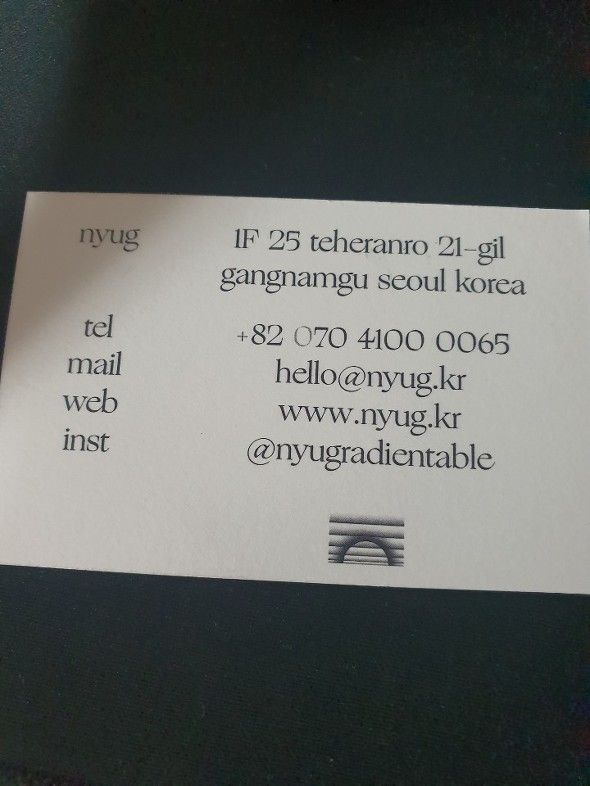 nyug 1F 25 teheranro 21-gil
gangnamgu seoul korea
tel +82 070 4100 0065
mail hello@nyug.kr
web www.nyug.kr
inst @nyugradientable